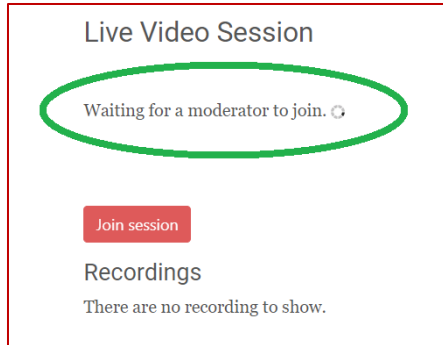 Live Video Session
Waiting for a moderator to join.
Join session
Recordings
There are no recording to show.